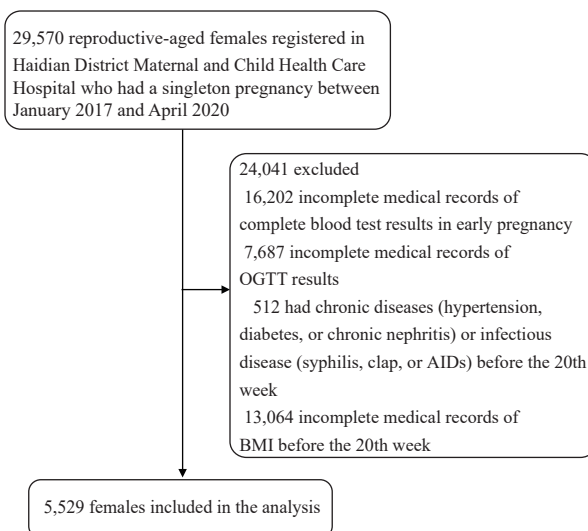 29,570 reproductive-aged females registered in
Haidian District Maternal and Child Health Care
Hospital who had a singleton pregnancy between
January 2017 and April 2020
24,041 excluded
16,202 incomplete medical records of
complete blood test results in early pregnancy
7,687 incomplete medical records of
OGTT results
512 had chronic diseases (hypertension,
diabetes, or chronic nephritis) or infectious
disease (syphilis, clap, or AIDs) before the 20th
week
13,064 incomplete medical records of
BMI before the 20th week
5,529 females included in the analysis